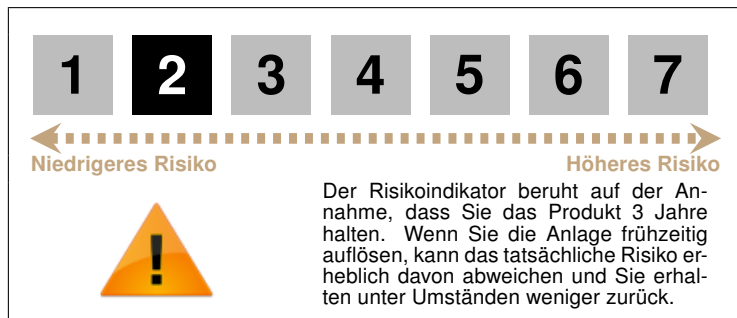 1 2 3 4 5 6 7
Niedrigeres Risiko Höheres Risiko
Der Risikoindikator beruht auf der An-
nahme, dass Sie das Produkt 3 Jahre
halten. Wenn Sie die Anlage frühzeitig
auflösen, kann das tatsächliche Risiko er-
heblich davon abweichen und Sie erhal-
ten unter Umständen weniger zurück.
!